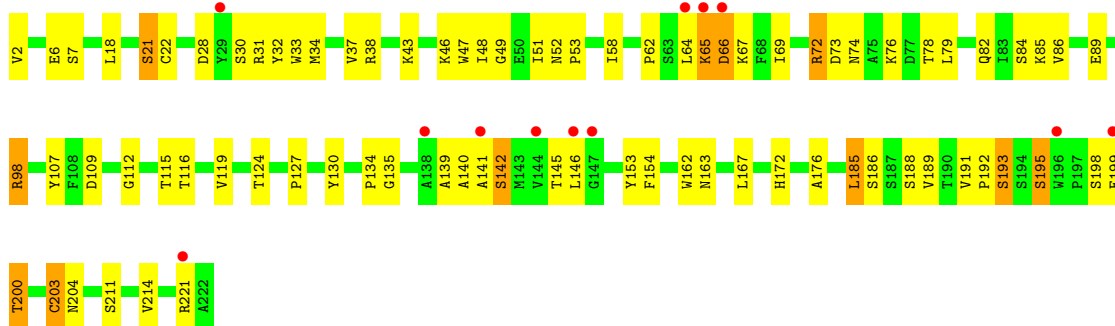 V2 E6 S7 L18 S21 C22 D28 Y29 S30 R31 Y32 W33 M34 V37 R38 K43 K46 W47 I48 G49 E50 I51 N52 P53 I58 P62 S63 L64 K65 D66 K67 F68 I69 R72 D73 N74 A75 K76 D77 T78 L79 Q82 I83 S84 K85 V86 E89
R98 Y107 F108 D109 G112 T115 T116 V119 T124 P127 Y130 P134 G135 A138 A139 A140 A141 S142 M143 V144 T145 L146 G147 Y153 F154 W162 N163 L167 H172 A176 L185 S186 S187 S188 V189 T190 V191 P192 S193 S194 S195 W196 P197 S198
T200 C203 N204 S211 V214 R221 A222